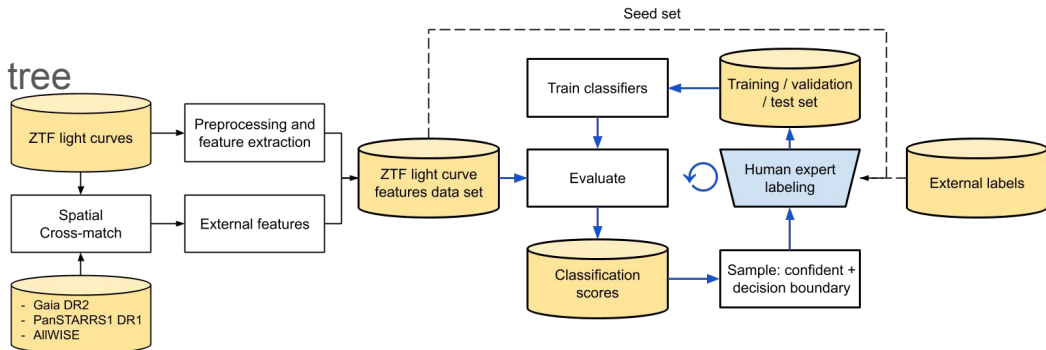 Seed set
tree
ZTF light curves
Preprocessing and
feature extraction
Spatial
Cross-match
External features
- Gaia DR2
- PanSTARRS1 DR1
- AllWISE
ZTF light curve
features data set
Train classifiers
Training / validation
/ test set
Evaluate
Human expert
labeling
External labels
Classification
scores
Sample: confident +
decision boundary